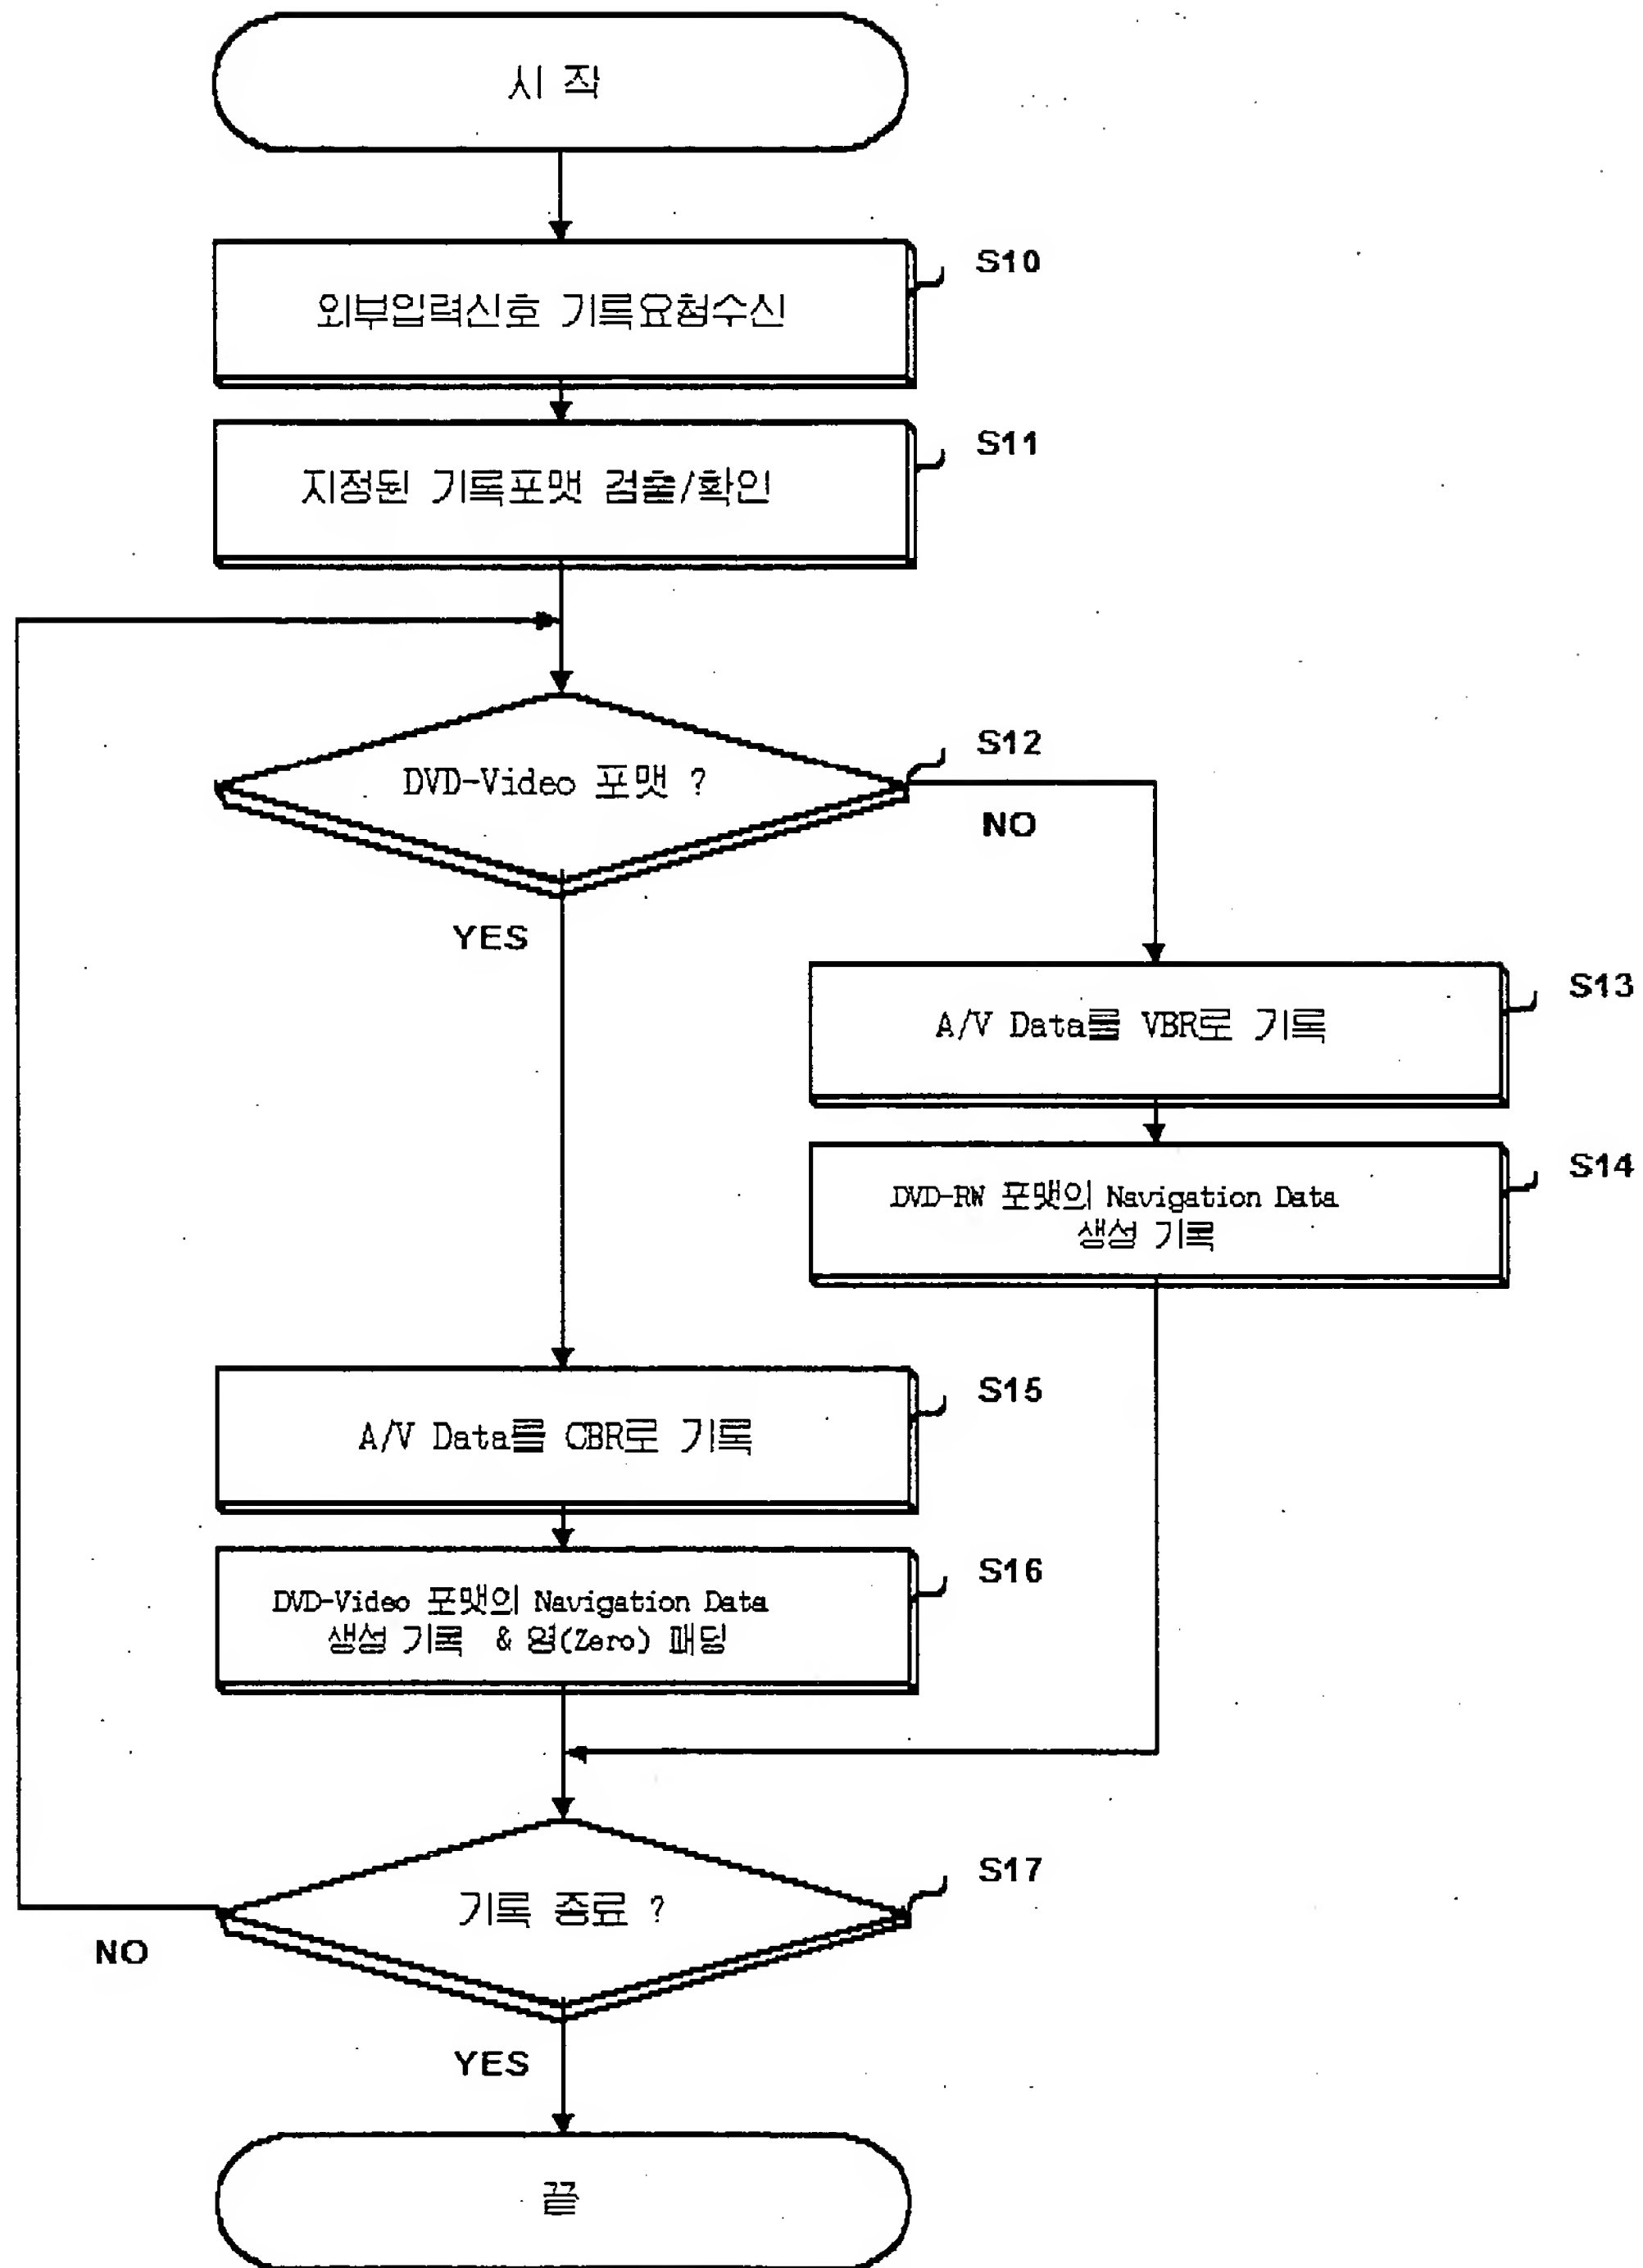 시 작
S10
외부입력신호 기록요청수신
S11
지정된 기록포맷 검출/확인
S12
DVD-Video 포맷 ?
NO
YES
S13
A/V Data를 VBR로 기록
S14
DVD-RW 포맷의 Navigation Data
생성 기록
S15
A/V Data를 CBR로 기록
S16
DVD-Video 포맷의 Navigation Data
생성 기록 & 영(Zero) 패딩
S17
기록 종료 ?
NO
YES
끝